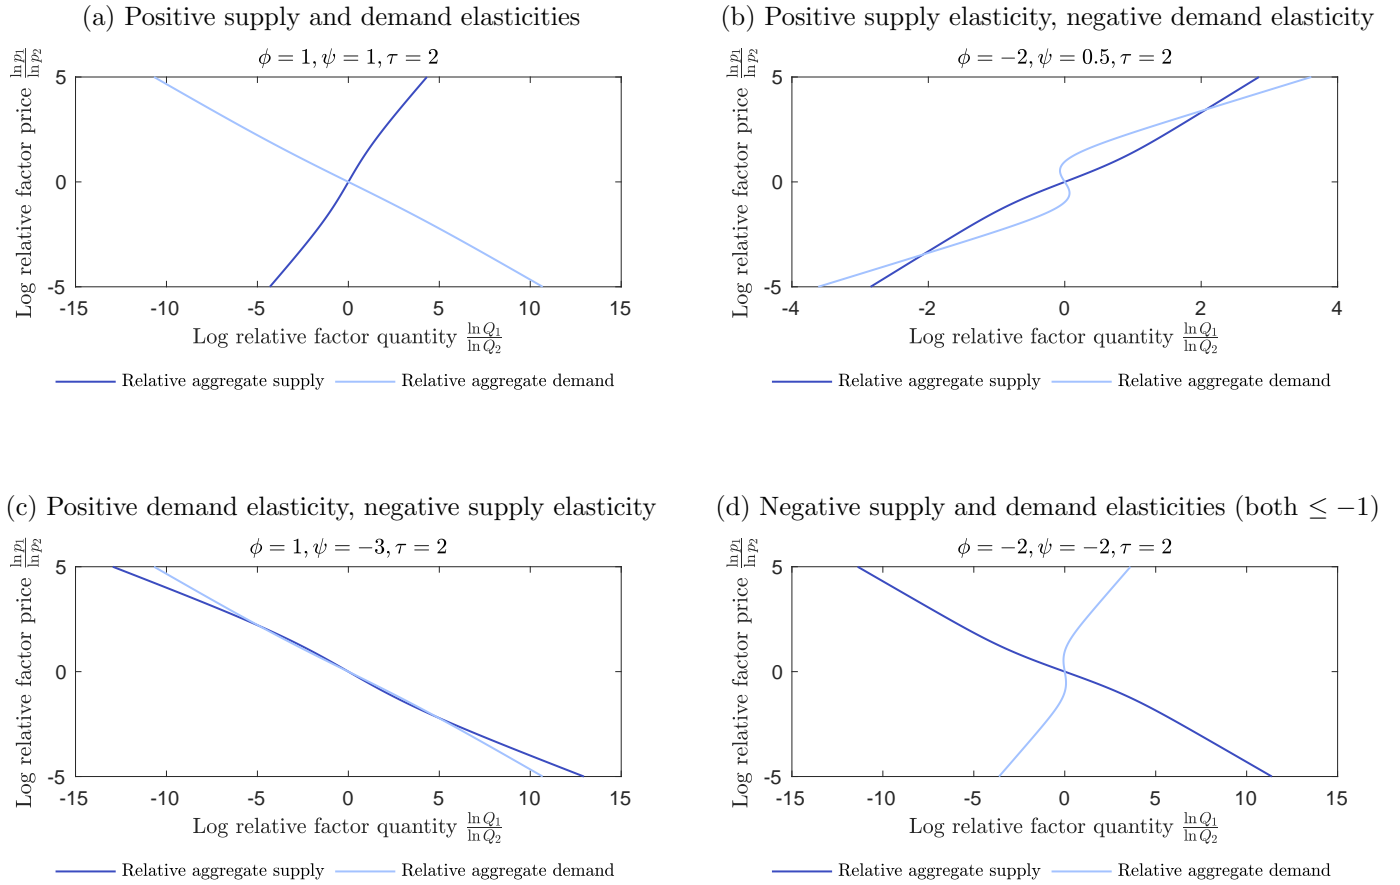 (a) Positive supply and demand elasticities
ϕ = 1, ψ = 1, τ = 2
Log relative factor price ln p₁ / ln p₂
5
0
-5
-15 -10 -5 0 5 10 15
Log relative factor quantity ln Q₁ / ln Q₂
Relative aggregate supply Relative aggregate demand
(b) Positive supply elasticity, negative demand elasticity
ϕ = −2, ψ = 0.5, τ = 2
Log relative factor price ln p₁ / ln p₂
5
0
-5
-4 -2 0 2 4
Log relative factor quantity ln Q₁ / ln Q₂
Relative aggregate supply Relative aggregate demand
(c) Positive demand elasticity, negative supply elasticity
ϕ = 1, ψ = −3, τ = 2
Log relative factor price ln p₁ / ln p₂
5
0
-5
-15 -10 -5 0 5 10 15
Log relative factor quantity ln Q₁ / ln Q₂
Relative aggregate supply Relative aggregate demand
(d) Negative supply and demand elasticities (both ≤ −1)
ϕ = −2, ψ = −2, τ = 2
Log relative factor price ln p₁ / ln p₂
5
0
-5
-15 -10 -5 0 5 10 15
Log relative factor quantity ln Q₁ / ln Q₂
Relative aggregate supply Relative aggregate demand